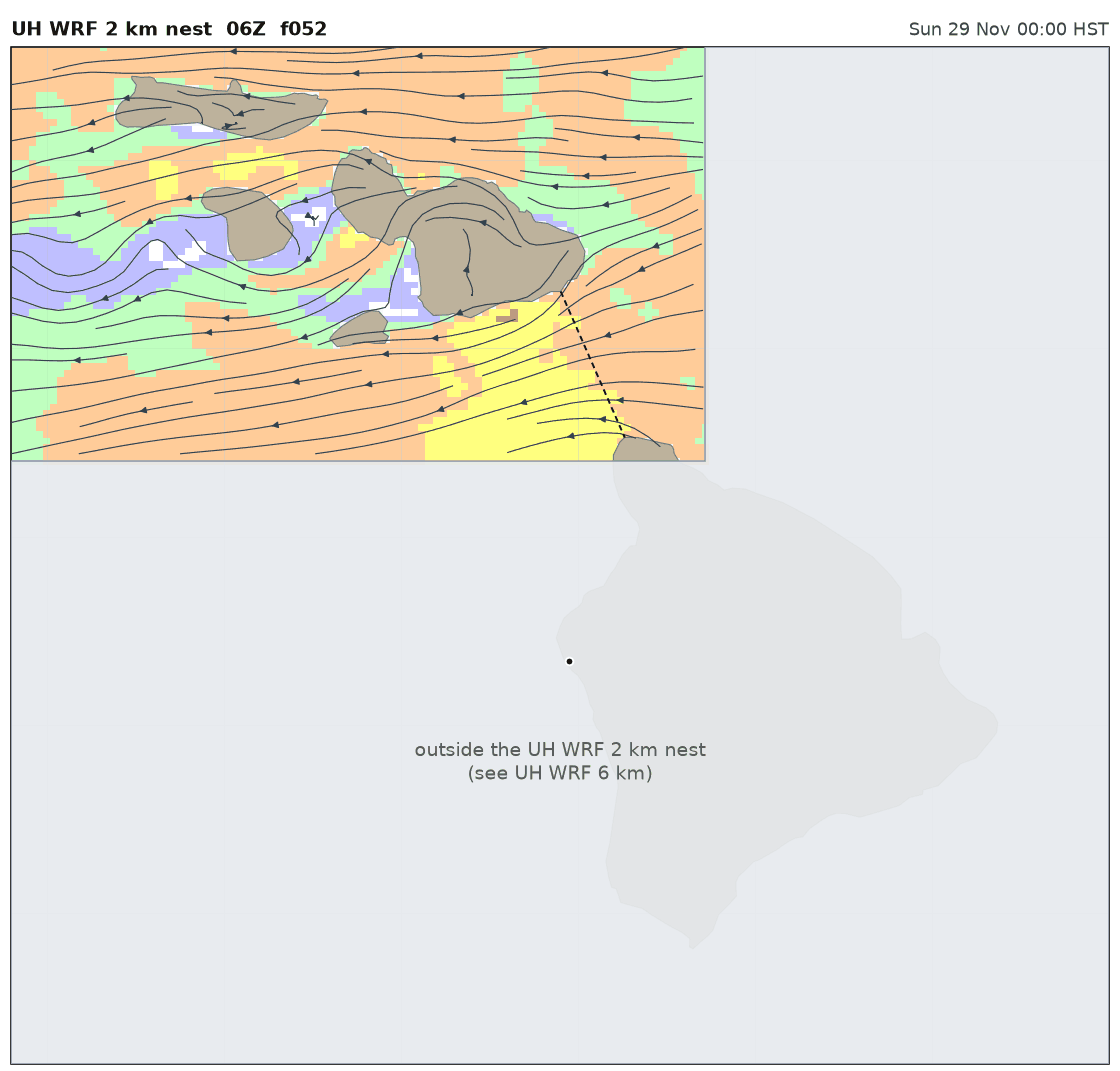 UH WRF 2 km nest  06Z  f052
Sun 29 Nov 00:00 HST
outside the UH WRF 2 km nest
(see UH WRF 6 km)